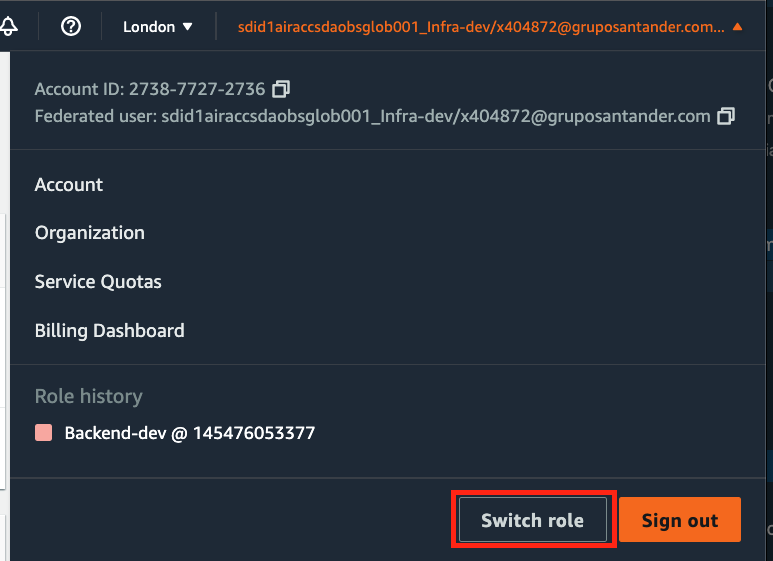 London
sdid1airaccsdaobsglob001_Infra-dev/x404872@gruposantander.com...
Account ID: 2738-7727-2736
Federated user: sdid1airaccsdaobsglob001_Infra-dev/x404872@gruposantander.com
Account
Organization
Service Quotas
Billing Dashboard
Role history
Backend-dev @ 145476053377
Switch role
Sign out